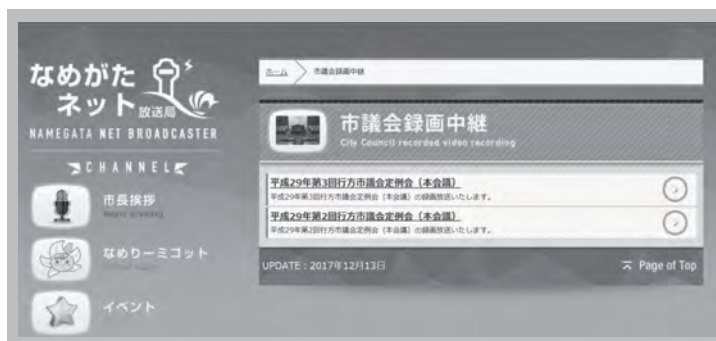 なめがた
ネット放送局
NAMEGATA NET BROADCASTER
CHANNEL
市長挨拶
なめりーミコット
イベント
ホーム
市議会録画中継
市議会録画中継
City Council recorded video recording
平成29年第3回行方市議会定例会（本会議）
平成29年第3回行方市議会定例会（本会議）の録画放送いたします。
平成29年第2回行方市議会定例会（本会議）
平成29年第2回行方市議会定例会（本会議）の録画放送いたします。
UPDATE：2017年12月13日
Page of Top